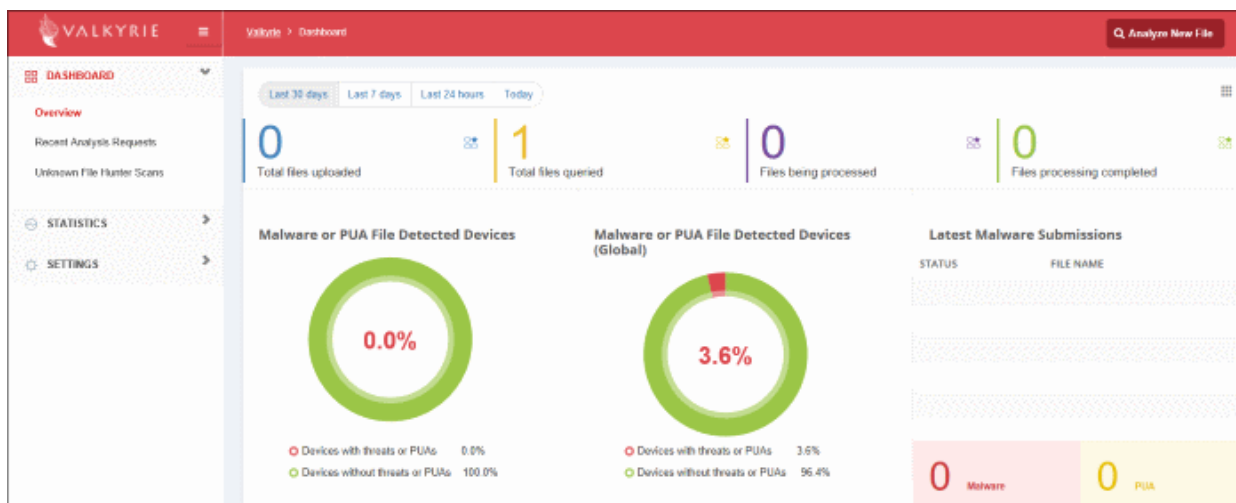 VALKYRIE
Valkyrie > Dashboard
Analyze New File
DASHBOARD
Overview
Recent Analysis Requests
Unknown File Hunter Scans
STATISTICS
SETTINGS
Last 30 days Last 7 days Last 24 hours Today
0
Total files uploaded
1
Total files queried
0
Files being processed
0
Files processing completed
Malware or PUA File Detected Devices
0.0%
Devices with threats or PUAs 0.0%
Devices without threats or PUAs 100.0%
Malware or PUA File Detected Devices
(Global)
3.6%
Devices with threats or PUAs 3.6%
Devices without threats or PUAs 96.4%
Latest Malware Submissions
STATUS FILE NAME
0 Malware
0 PUA